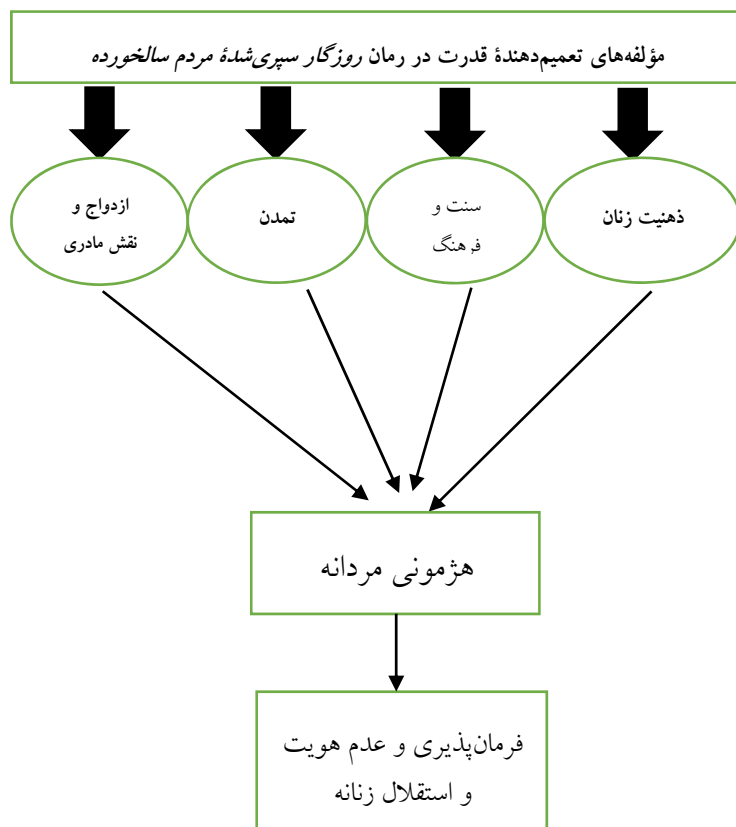 مؤلفه‌های تعمیم‌دهندهٔ قدرت در رمان روزگار سپری‌شدهٔ مردم سالخورده
ذهنیت زنان
سنت و
فرهنگ
تمدن
ازدواج و
نقش مادری
هژمونی مردانه
فرمان‌پذیری و عدم هویت
و استقلال زنانه